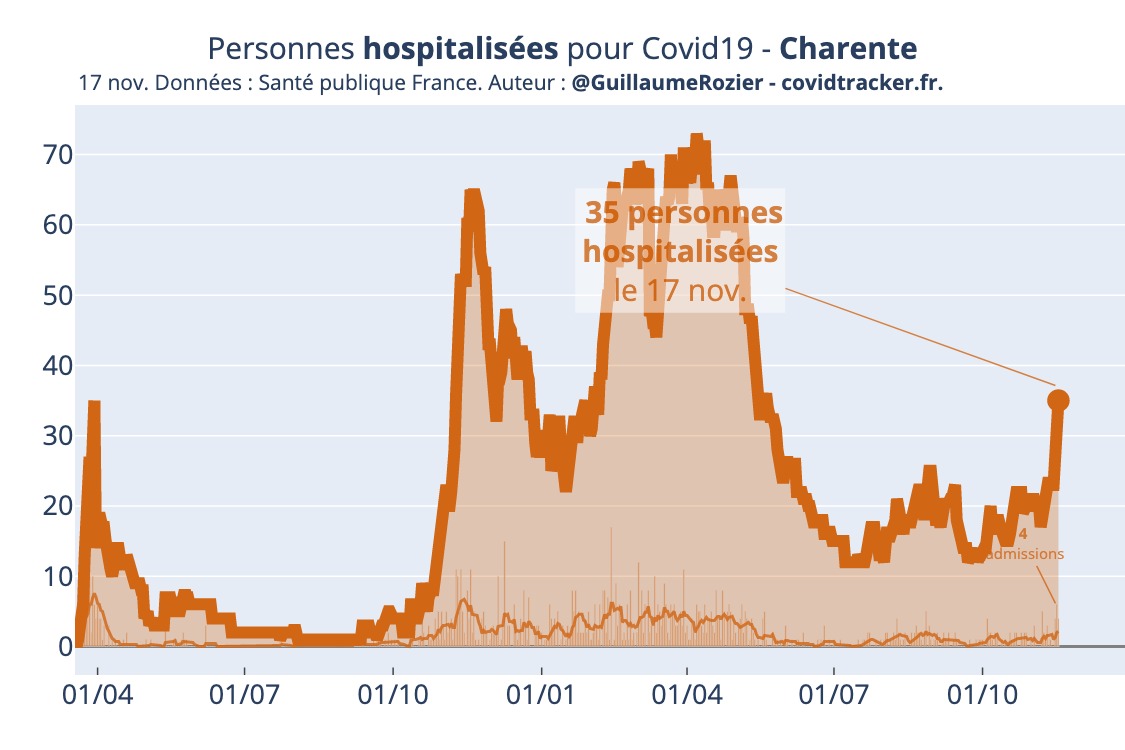 Personnes hospitalisées pour Covid19 - Charente
17 nov. Données : Santé publique France. Auteur : @GuillaumeRozier - covidtracker.fr.
70
60
50
40
30
20
10
0
35 personnes
hospitalisées
le 17 nov.
4
admissions
01/04 01/07 01/10 01/01 01/04 01/07 01/10